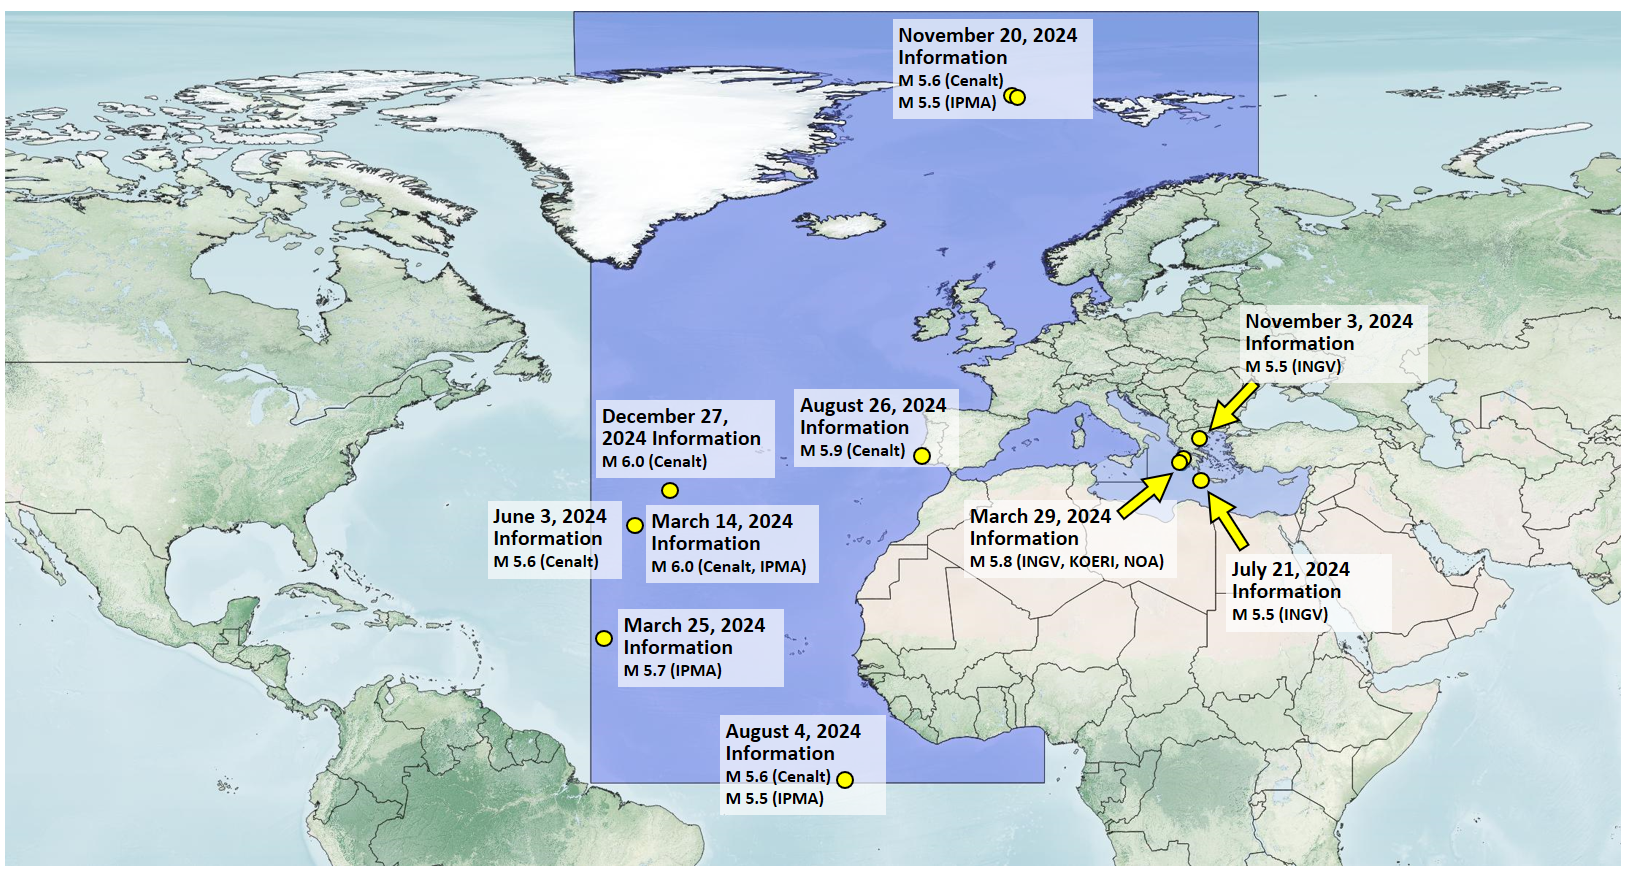 November 20, 2024
Information
M 5.6 (Cenalt)
M 5.5 (IPMA)
November 3, 2024
Information
M 5.5 (INGV)
August 26, 2024
Information
M 5.9 (Cenalt)
December 27,
2024 Information
M 6.0 (Cenalt)
June 3, 2024
Information
M 5.6 (Cenalt)
March 14, 2024
Information
M 6.0 (Cenalt, IPMA)
March 29, 2024
Information
M 5.8 (INGV, KOERI, NOA)
July 21, 2024
Information
M 5.5 (INGV)
March 25, 2024
Information
M 5.7 (IPMA)
August 4, 2024
Information
M 5.6 (Cenalt)
M 5.5 (IPMA)